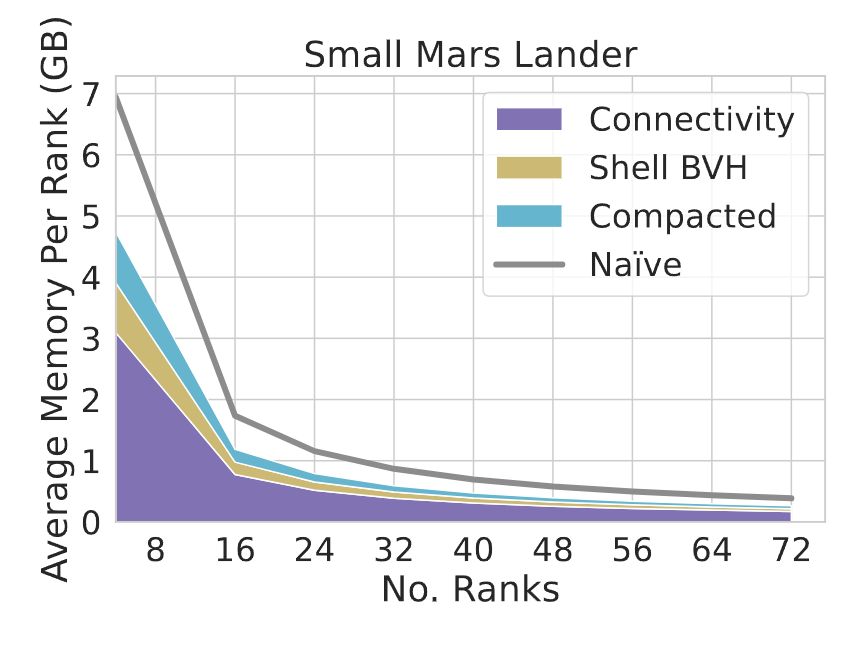 Small Mars Lander
Average Memory Per Rank (GB)
7
6
5
4
3
2
1
0
Connectivity
Shell BVH
Compacted
Naïve
8 16 24 32 40 48 56 64 72
No. Ranks